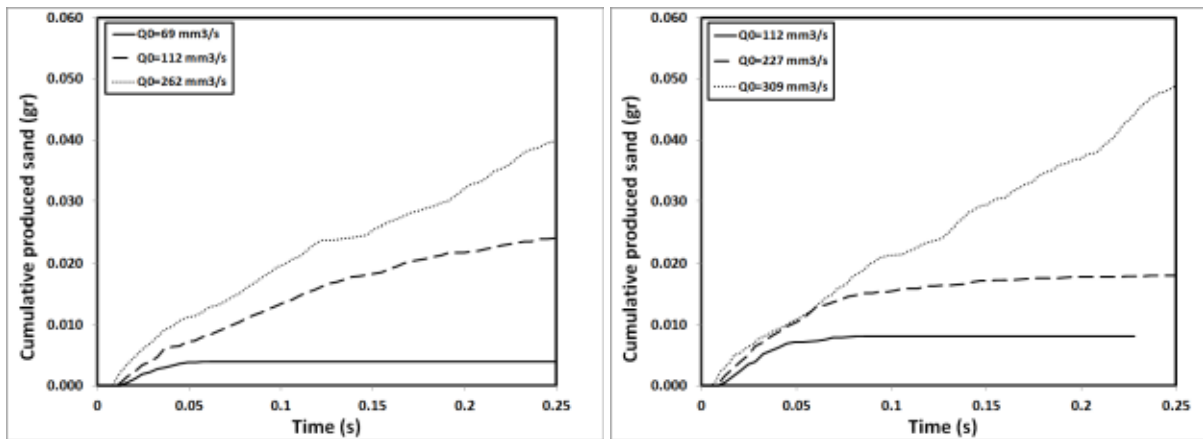 Q0=69 mm3/s
Q0=112 mm3/s
Q0=262 mm3/s
Cumulative produced sand (gr)
0.060
0.050
0.040
0.030
0.020
0.010
0.000
0 0.05 0.1 0.15 0.2 0.25
Time (s)
Q0=112 mm3/s
Q0=227 mm3/s
Q0=309 mm3/s
Cumulative produced sand (gr)
0.060
0.050
0.040
0.030
0.020
0.010
0.000
0 0.05 0.1 0.15 0.2 0.25
Time (s)